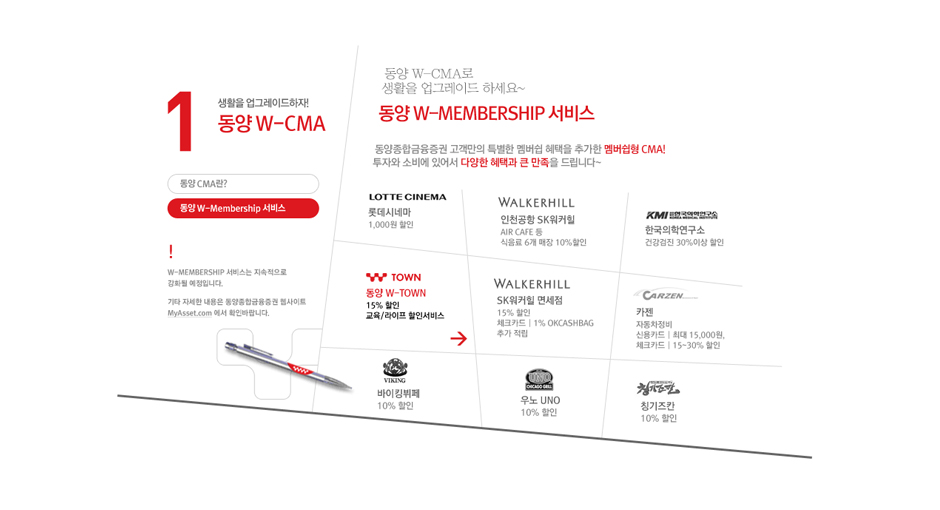 1
생활을 업그레이드하자!
동양 W-CMA
동양 CMA란?
동양 W-Membership 서비스
!
W-MEMBERSHIP 서비스는 지속적으로
강화될 예정입니다.
기타 자세한 내용은 동양종합금융증권 웹사이트
MyAsset.com 에서 확인바랍니다.
동양 W-CMA로
생활을 업그레이드 하세요~
동양 W-MEMBERSHIP 서비스
동양종합금융증권 고객만의 특별한 멤버쉽 혜택을 추가한 멤버쉽형 CMA!
투자와 소비에 있어서 다양한 혜택과 큰 만족을 드립니다~
LOTTE CINEMA
롯데시네마
1,000원 할인
WALKERHILL
인천공항 SK워커힐
AIR CAFE 등
식음료 6개 매장 10%할인
KMI 한국의학연구소
KOREA MEDICAL INSTITUTE
한국의학연구소
건강검진 30%이상 할인
TOWN
동양 W-TOWN
15% 할인
교육/라이프 할인서비스
WALKERHILL
SK워커힐 면세점
15% 할인
체크카드 | 1% OKCASHBAG
추가 적립
CARZEN
카젠
자동차정비
신용카드 | 최대 15,000원,
체크카드 | 15~30% 할인
VIKING
바이킹뷔페
10% 할인
UNO
CHICAGO GRILL
우노 UNO
10% 할인
칭기즈칸
칭기즈칸
10% 할인